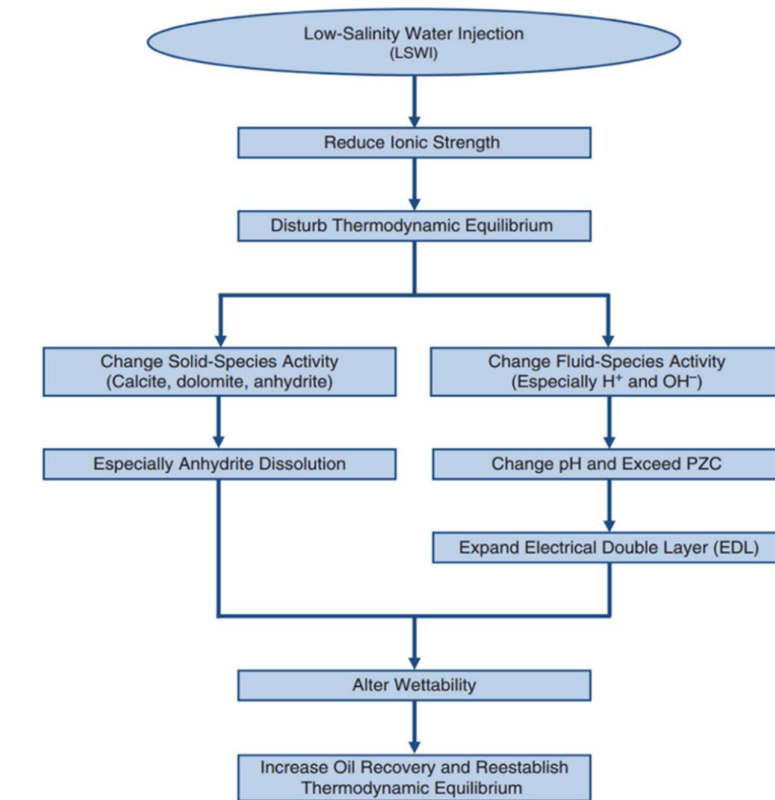 Low-Salinity Water Injection
(LSWI)
Reduce Ionic Strength
Disturb Thermodynamic Equilibrium
Change Solid-Species Activity
(Calcite, dolomite, anhydrite)
Change Fluid-Species Activity
(Especially H⁺ and OH⁻)
Especially Anhydrite Dissolution
Change pH and Exceed PZC
Expand Electrical Double Layer (EDL)
Alter Wettability
Increase Oil Recovery and Reestablish
Thermodynamic Equilibrium